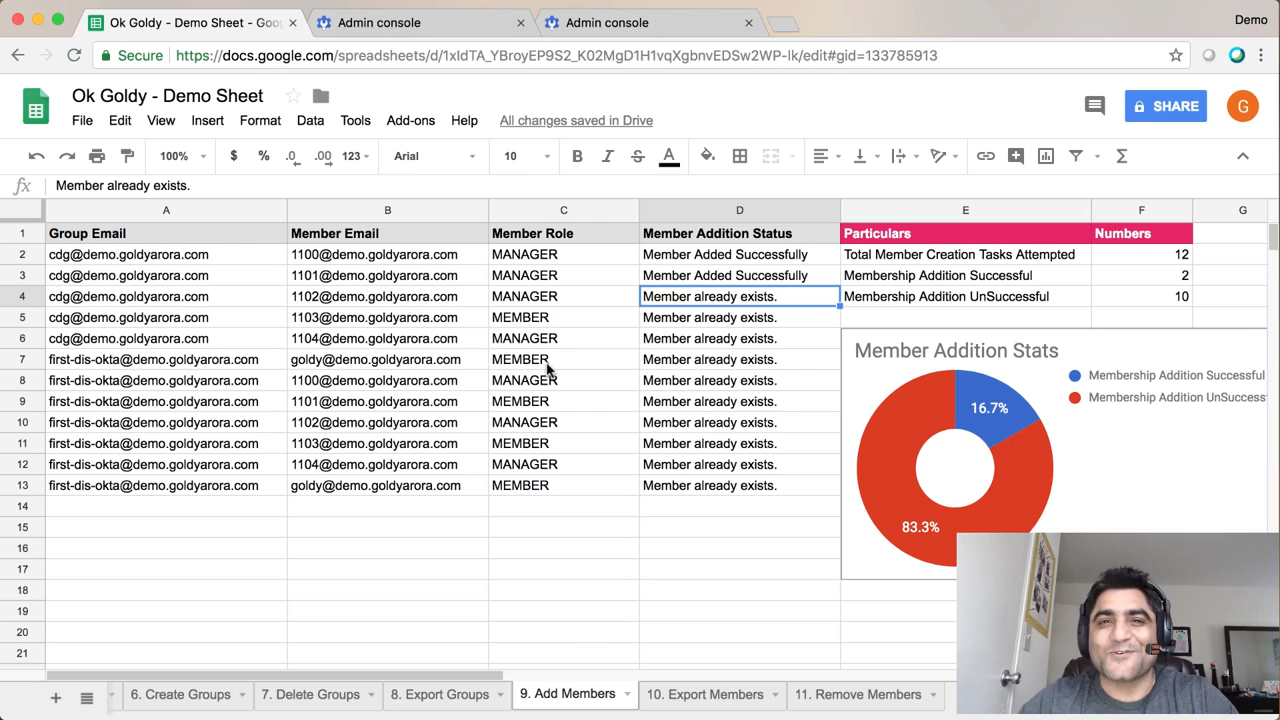 Ok Goldy - Demo Sheet - Goo
Admin console
Admin console
Demo
Secure
https://docs.google.com/spreadsheets/d/1xIdTA_YBroyEP9S2_K02MgD1H1vqXgbnvEDSw2WP-lk/edit#gid=133785913
Ok Goldy - Demo Sheet
SHARE
G
File Edit View Insert Format Data Tools Add-ons Help All changes saved in Drive
100% $ % .0 .00 123 Arial 10 B I S A Σ
fx Member already exists.
A B C D E F G
1 Group Email Member Email Member Role Member Addition Status Particulars Numbers
2 cdg@demo.goldyarora.com 1100@demo.goldyarora.com MANAGER Member Added Successfully Total Member Creation Tasks Attempted 12
3 cdg@demo.goldyarora.com 1101@demo.goldyarora.com MANAGER Member Added Successfully Membership Addition Successful 2
4 cdg@demo.goldyarora.com 1102@demo.goldyarora.com MANAGER Member already exists. Membership Addition UnSuccessful 10
5 cdg@demo.goldyarora.com 1103@demo.goldyarora.com MEMBER Member already exists.
6 cdg@demo.goldyarora.com 1104@demo.goldyarora.com MANAGER Member already exists.
7 first-dis-okta@demo.goldyarora.com goldy@demo.goldyarora.com MEMBER Member already exists.
8 first-dis-okta@demo.goldyarora.com 1100@demo.goldyarora.com MANAGER Member already exists.
9 first-dis-okta@demo.goldyarora.com 1101@demo.goldyarora.com MEMBER Member already exists.
10 first-dis-okta@demo.goldyarora.com 1102@demo.goldyarora.com MANAGER Member already exists.
11 first-dis-okta@demo.goldyarora.com 1103@demo.goldyarora.com MEMBER Member already exists.
12 first-dis-okta@demo.goldyarora.com 1104@demo.goldyarora.com MANAGER Member already exists.
13 first-dis-okta@demo.goldyarora.com goldy@demo.goldyarora.com MEMBER Member already exists.
14
15
16
17
18
19
20
21
Member Addition Stats
Membership Addition Successful
Membership Addition UnSuccess
16.7%
83.3%
6. Create Groups 7. Delete Groups 8. Export Groups 9. Add Members 10. Export Members 11. Remove Members